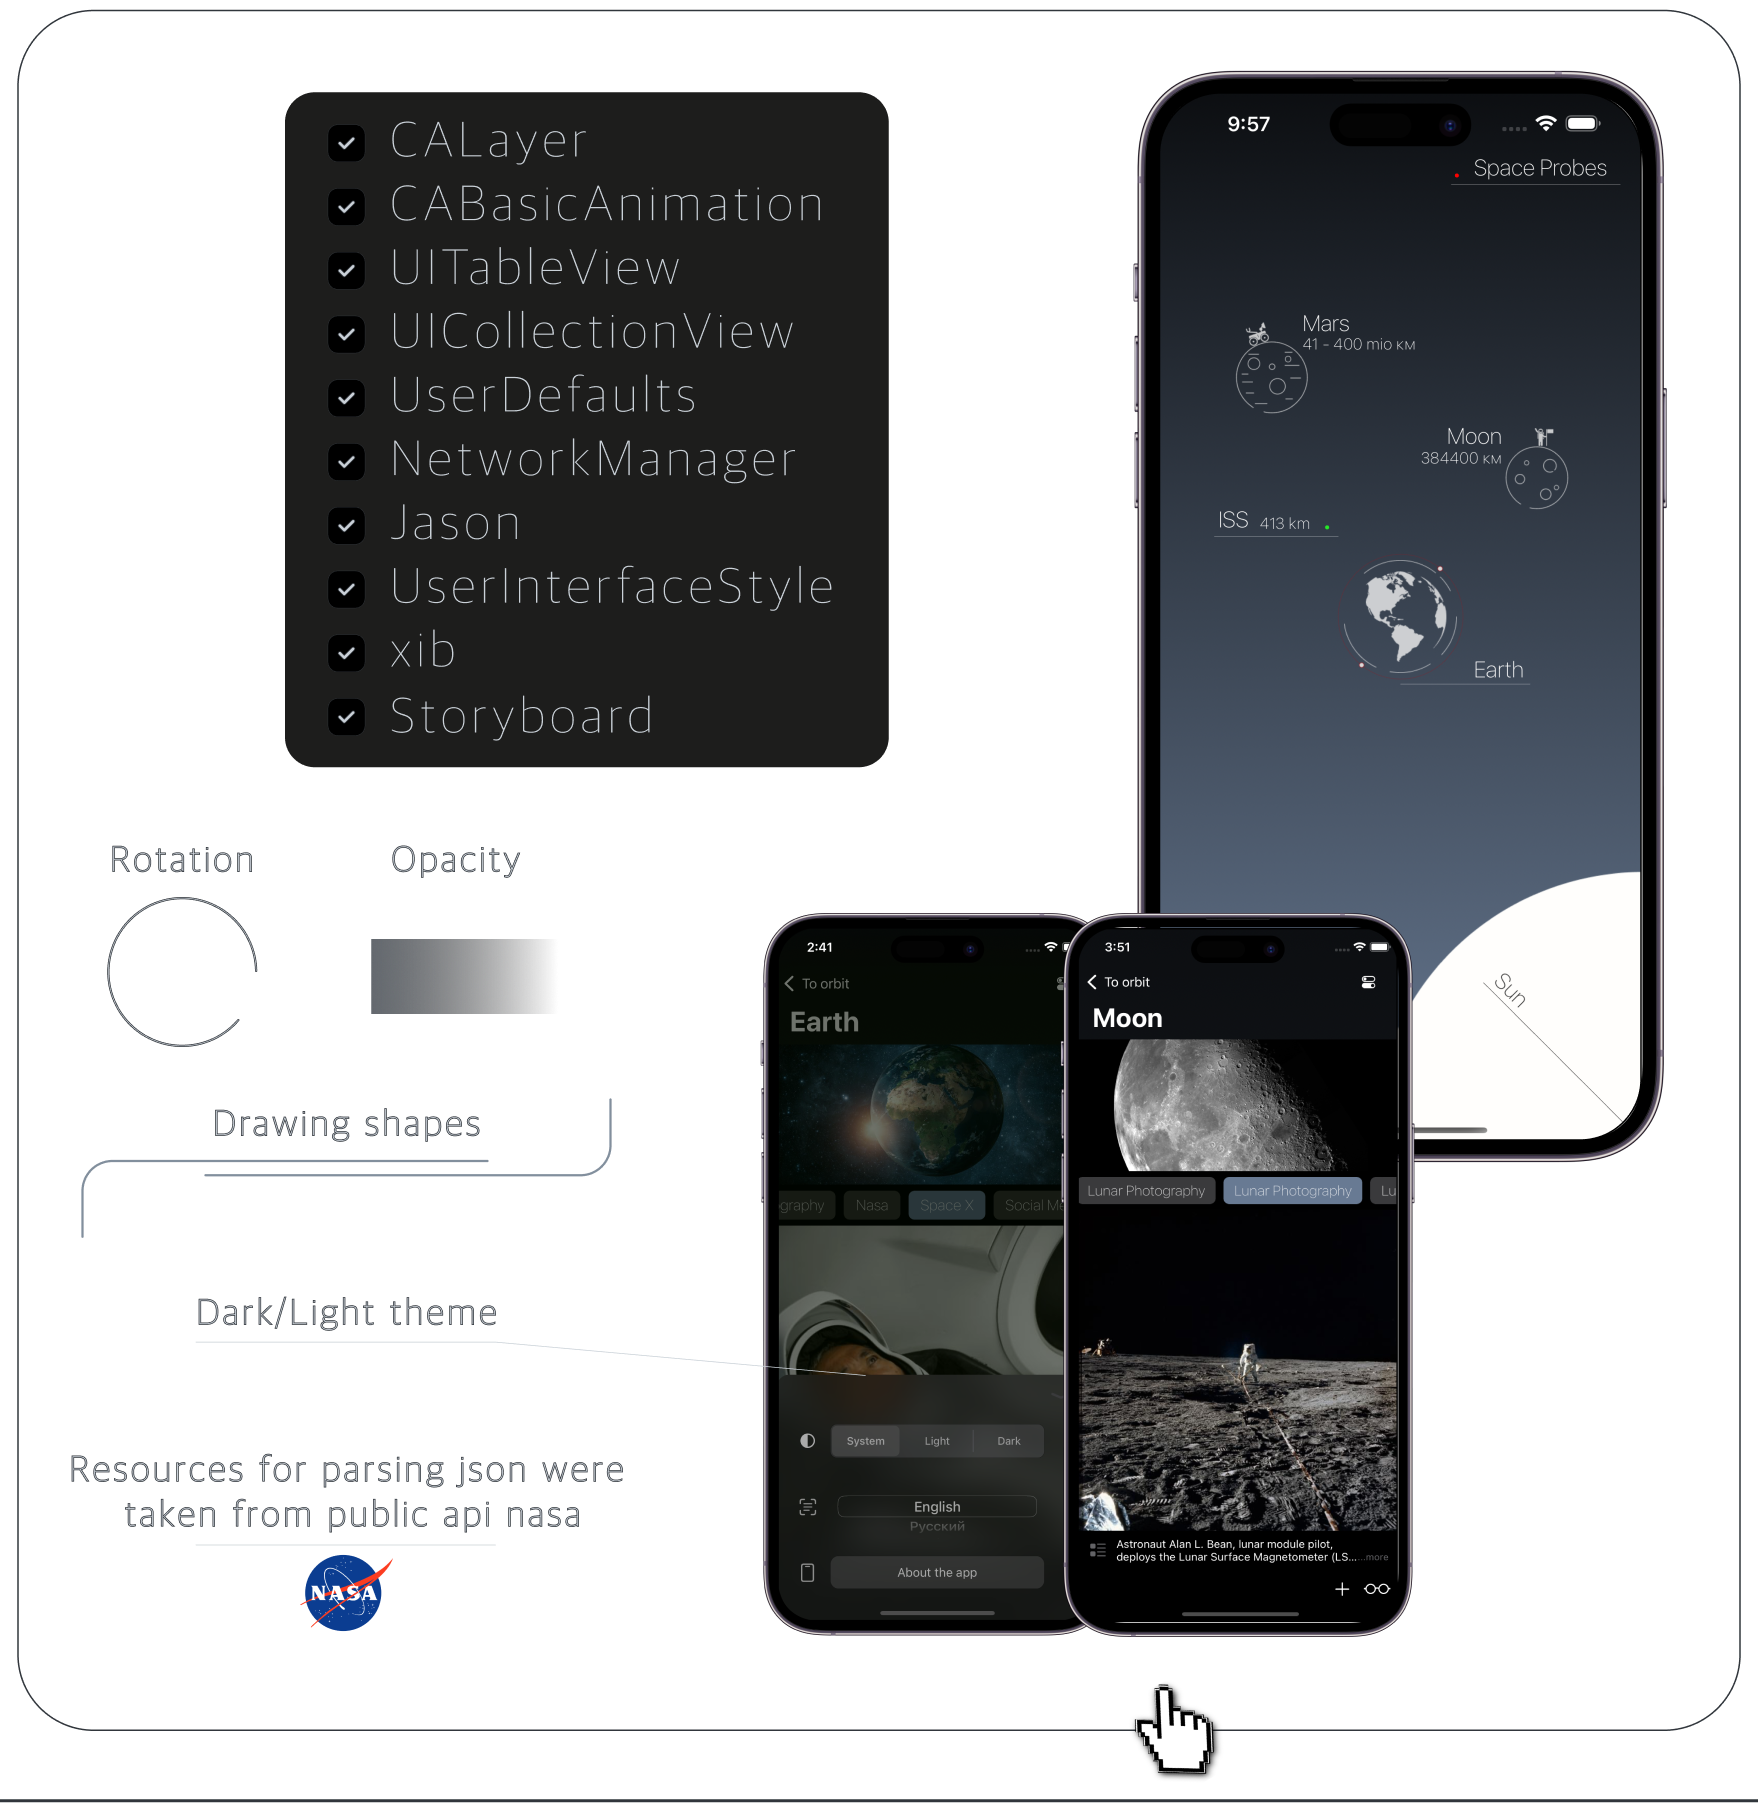 CALayer
CABasicAnimation
UITableView
UICollectionView
UserDefaults
NetworkManager
Jason
UserInterfaceStyle
xib
Storyboard
9:57
Space Probes
Mars
41 - 400 mio км
Moon
384400 км
ISS 413 km
Earth
Sun
Rotation
Opacity
Drawing shapes
Dark/Light theme
Resources for parsing json were
taken from public api nasa
NASA
2:41
To orbit
Earth
ography Nasa Space X Social Me
System Light Dark
English
Русский
About the app
3:51
To orbit
Moon
Lunar Photography Lunar Photography Lu
Astronaut Alan L. Bean, lunar module pilot,
deploys the Lunar Surface Magnetometer (LS... ...more